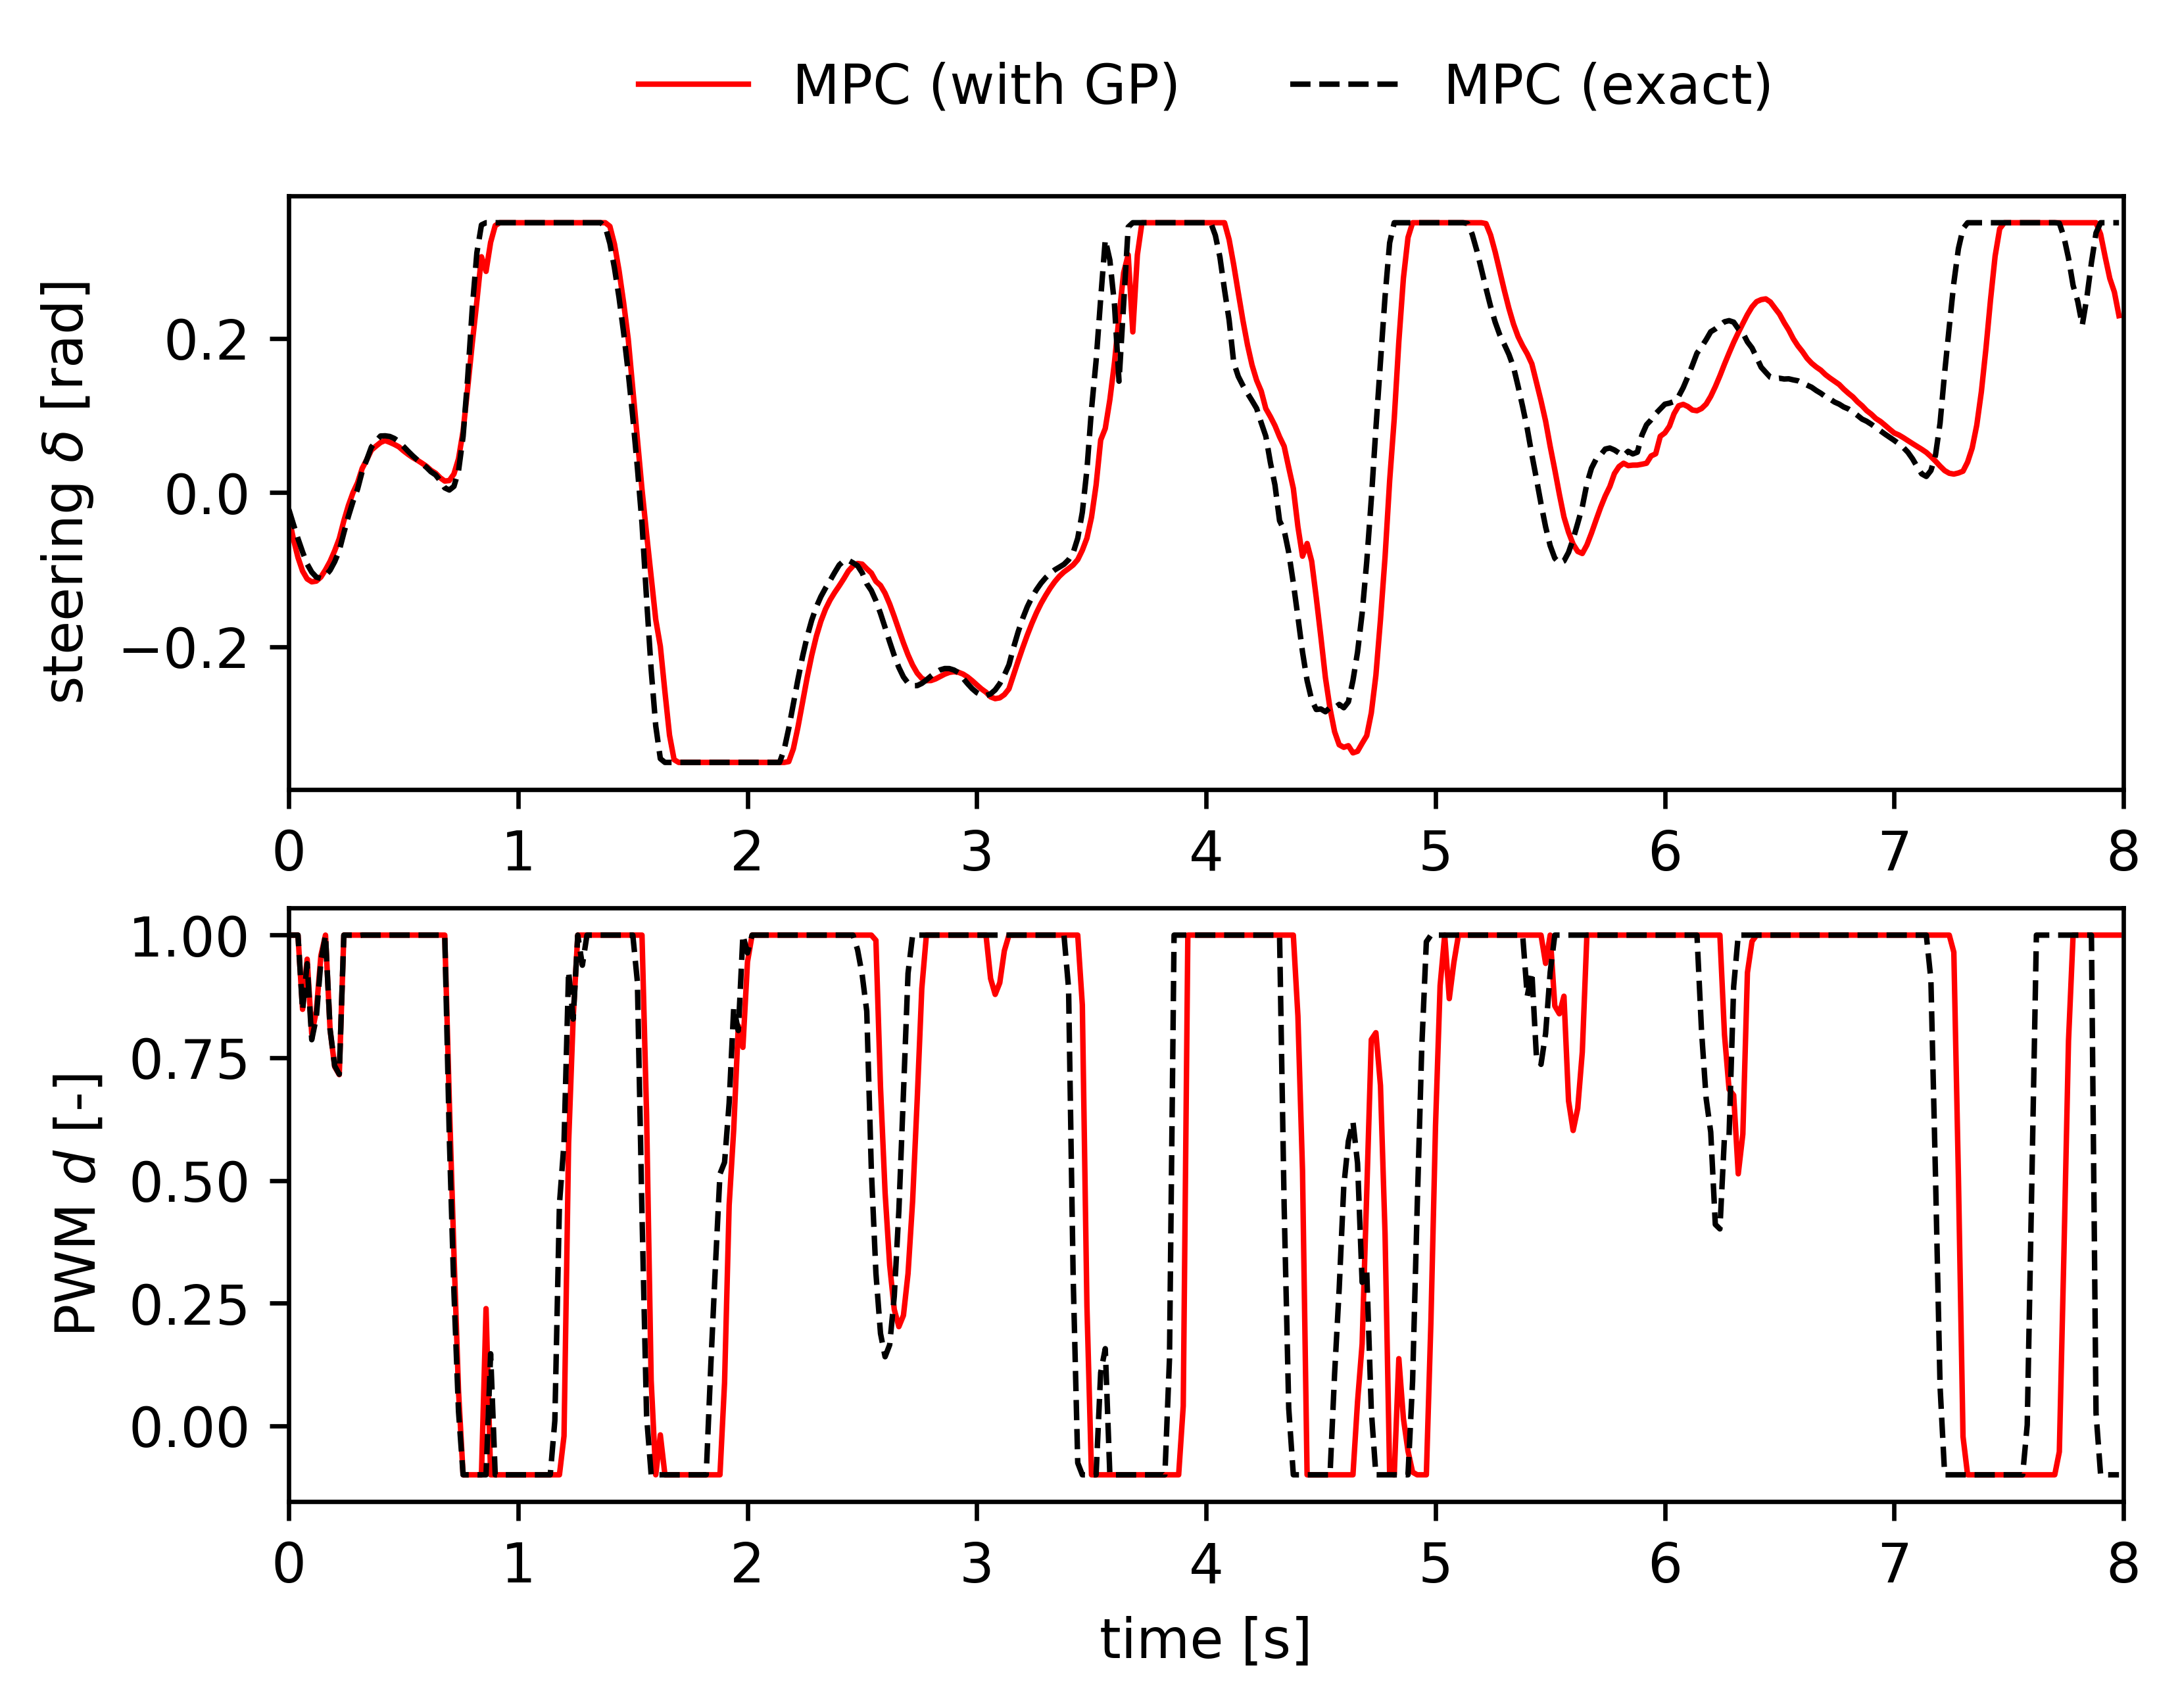 MPC (with GP) MPC (exact)
steering δ [rad]
0.2
0.0
−0.2
0 1 2 3 4 5 6 7 8
PWM d [-]
1.00
0.75
0.50
0.25
0.00
0 1 2 3 4 5 6 7 8
time [s]